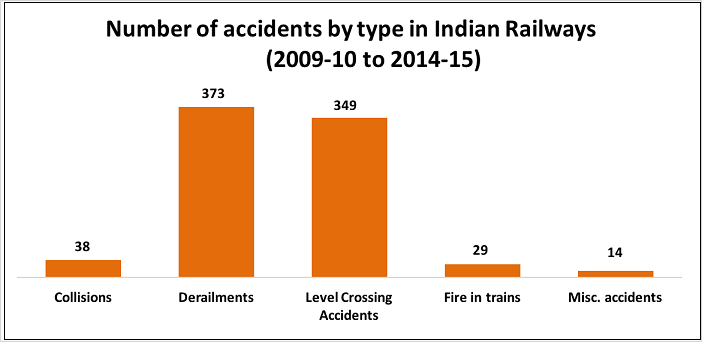 Number of accidents by type in Indian Railways
(2009-10 to 2014-15)
38
373
349
29
14
Collisions
Derailments
Level Crossing
Accidents
Fire in trains
Misc. accidents